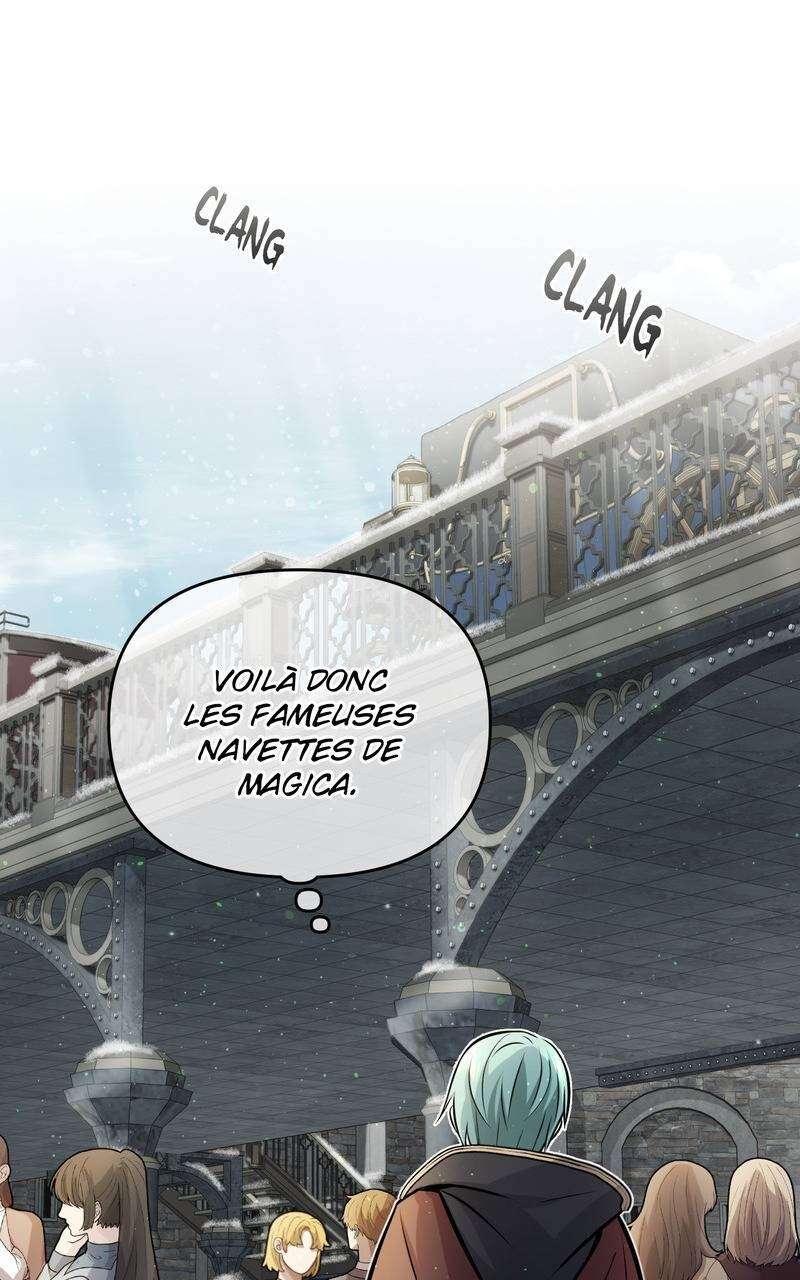 CLANG
CLANG
VOILÀ DONC
LES FAMEUSES
NAVETTES DE
MAGICA.